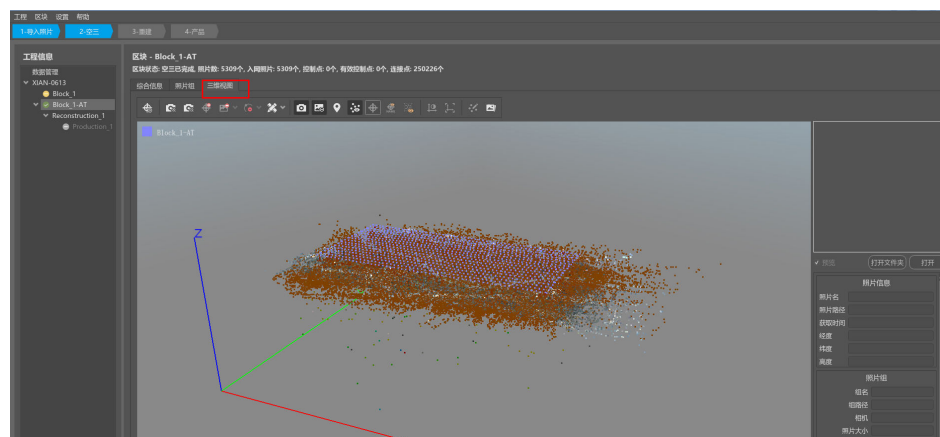 工程 区块 设置 帮助
1-导入照片 2-空三 3-重建 4-产品
工程信息
数据管理
XIAN-0613
Block_1
Block_1-AT
Reconstruction_1
Production_1
区块 - Block_1-AT
区块状态: 空三已完成, 照片数: 5309个, 入网照片: 5309个, 控制点: 0个, 有效控制点: 0个, 连接点: 250226个
综合信息 照片组 三维视图
Block_1-AT
Z
预览 打开文件夹 打开
照片信息
照片名
照片路径
获取时间
经度
纬度
高度
照片组
组名
组路径
相机
照片大小